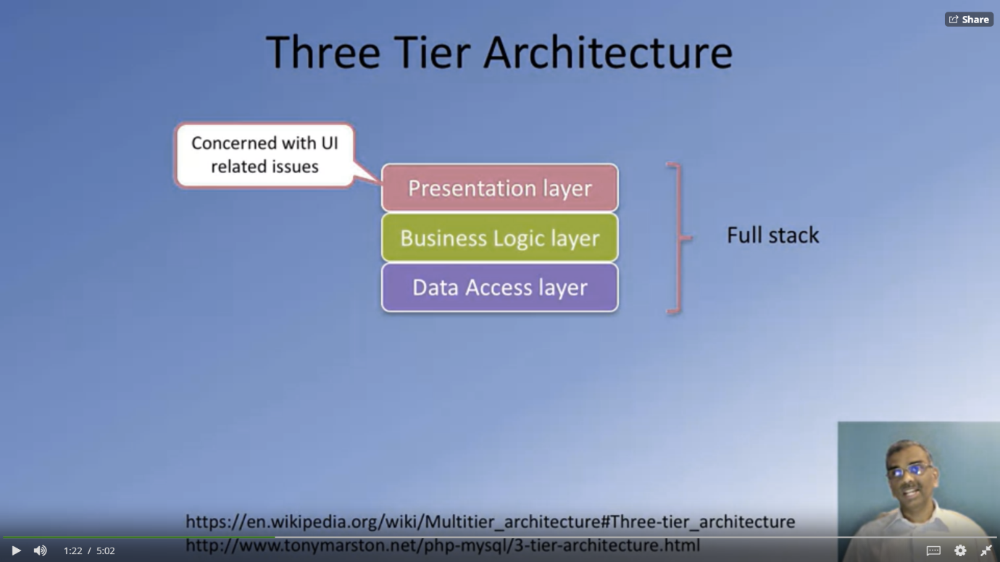 Share
Three Tier Architecture
Concerned with UI
related issues
Presentation layer
Business Logic layer
Data Access layer
Full stack
https://en.wikipedia.org/wiki/Multitier_architecture#Three-tier_architecture
http://www.tonymarston.net/php-mysql/3-tier-architecture.html
1:22 / 5:02